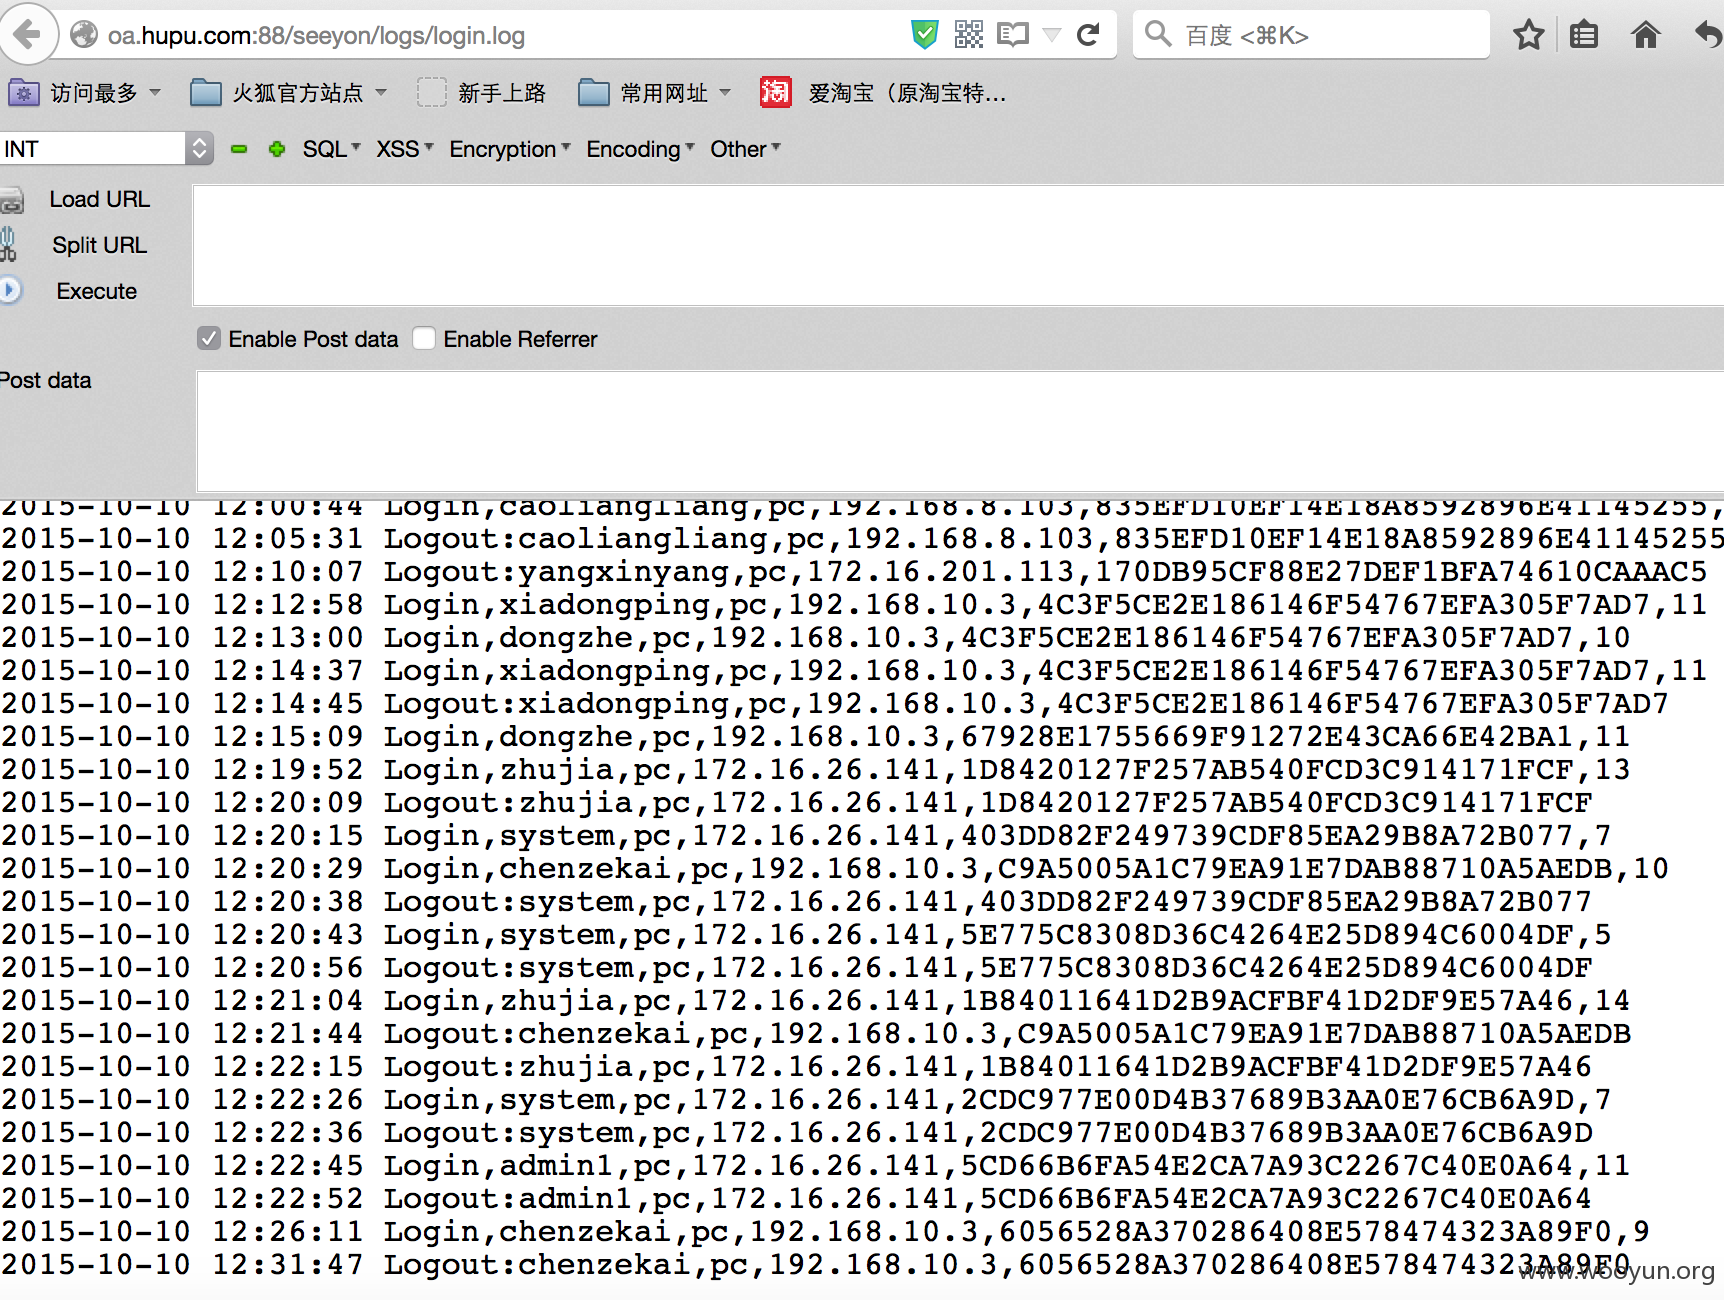 oa.hupu.com:88/seeyon/logs/login.log
百度 <⌘K>
访问最多
火狐官方站点
新手上路
常用网址
淘
爱淘宝（原淘宝特...
INT
SQL
XSS
Encryption
Encoding
Other
Load URL
Split URL
Execute
Enable Post data
Enable Referrer
Post data
2015-10-10 12:00:44 Login,caoliangliang,pc,192.168.8.103,835EFD10EF14E18A8592896E41145255,
2015-10-10 12:05:31 Logout:caoliangliang,pc,192.168.8.103,835EFD10EF14E18A8592896E41145255
2015-10-10 12:10:07 Logout:yangxinyang,pc,172.16.201.113,170DB95CF88E27DEF1BFA74610CAAAC5
2015-10-10 12:12:58 Login,xiadongping,pc,192.168.10.3,4C3F5CE2E186146F54767EFA305F7AD7,11
2015-10-10 12:13:00 Login,dongzhe,pc,192.168.10.3,4C3F5CE2E186146F54767EFA305F7AD7,10
2015-10-10 12:14:37 Login,xiadongping,pc,192.168.10.3,4C3F5CE2E186146F54767EFA305F7AD7,11
2015-10-10 12:14:45 Logout:xiadongping,pc,192.168.10.3,4C3F5CE2E186146F54767EFA305F7AD7
2015-10-10 12:15:09 Login,dongzhe,pc,192.168.10.3,67928E1755669F91272E43CA66E42BA1,11
2015-10-10 12:19:52 Login,zhujia,pc,172.16.26.141,1D8420127F257AB540FCD3C914171FCF,13
2015-10-10 12:20:09 Logout:zhujia,pc,172.16.26.141,1D8420127F257AB540FCD3C914171FCF
2015-10-10 12:20:15 Login,system,pc,172.16.26.141,403DD82F249739CDF85EA29B8A72B077,7
2015-10-10 12:20:29 Login,chenzekai,pc,192.168.10.3,C9A5005A1C79EA91E7DAB88710A5AEDB,10
2015-10-10 12:20:38 Logout:system,pc,172.16.26.141,403DD82F249739CDF85EA29B8A72B077
2015-10-10 12:20:43 Login,system,pc,172.16.26.141,5E775C8308D36C4264E25D894C6004DF,5
2015-10-10 12:20:56 Logout:system,pc,172.16.26.141,5E775C8308D36C4264E25D894C6004DF
2015-10-10 12:21:04 Login,zhujia,pc,172.16.26.141,1B84011641D2B9ACFBF41D2DF9E57A46,14
2015-10-10 12:21:44 Logout:chenzekai,pc,192.168.10.3,C9A5005A1C79EA91E7DAB88710A5AEDB
2015-10-10 12:22:15 Logout:zhujia,pc,172.16.26.141,1B84011641D2B9ACFBF41D2DF9E57A46
2015-10-10 12:22:26 Login,system,pc,172.16.26.141,2CDC977E00D4B37689B3AA0E76CB6A9D,7
2015-10-10 12:22:36 Logout:system,pc,172.16.26.141,2CDC977E00D4B37689B3AA0E76CB6A9D
2015-10-10 12:22:45 Login,admin1,pc,172.16.26.141,5CD66B6FA54E2CA7A93C2267C40E0A64,11
2015-10-10 12:22:52 Logout:admin1,pc,172.16.26.141,5CD66B6FA54E2CA7A93C2267C40E0A64
2015-10-10 12:26:11 Login,chenzekai,pc,192.168.10.3,6056528A370286408E578474323A89F0,9
2015-10-10 12:31:47 Logout:chenzekai,pc,192.168.10.3,6056528A370286408E578474323A89F0
www.wooyun.org